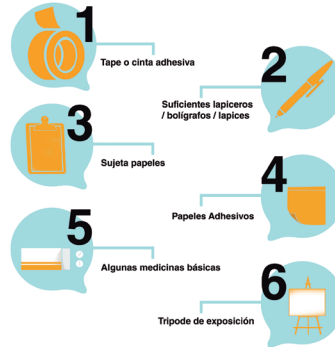 1
Tape o cinta adhesiva
2
Suficientes lapiceros
/ bolígrafos / lapices
3
Sujeta papeles
4
Papeles Adhesivos
5
Algunas medicinas básicas
6
Tripode de exposición